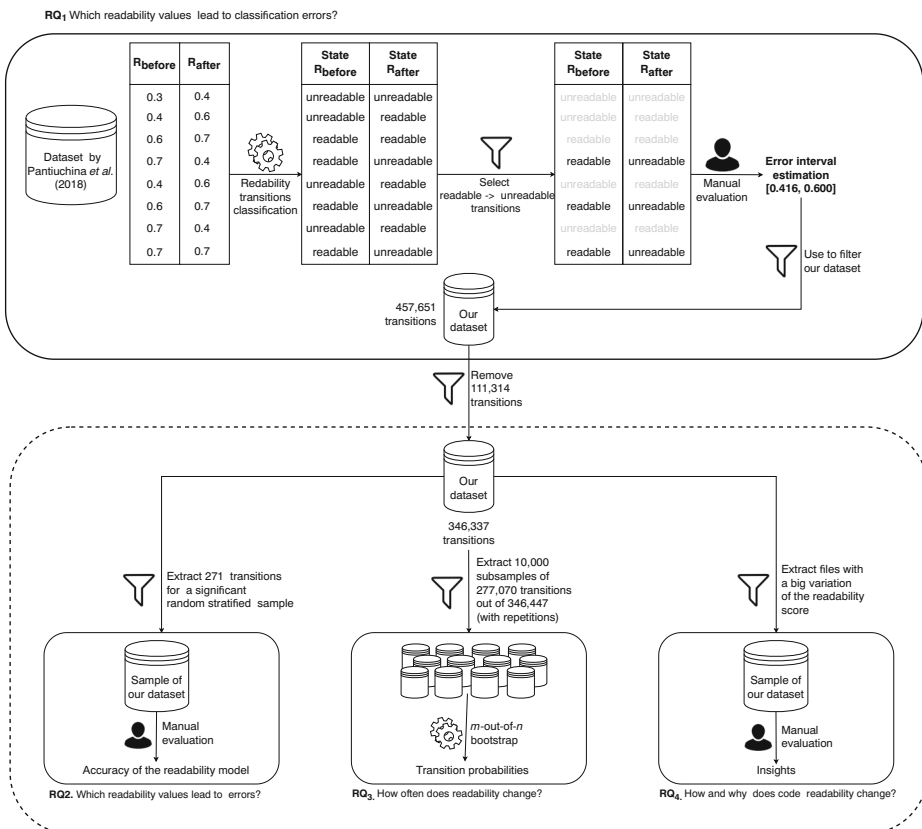 RQ1 Which readability values lead to classification errors?
Rbefore Rafter
0.3 0.4
0.4 0.6
0.6 0.7
0.7 0.4
0.4 0.6
0.6 0.7
0.7 0.4
0.7 0.7
Dataset by
Pantiuchina et al.
(2018)
Redability
transitions
classification
State State
Rbefore Rafter
unreadable unreadable
unreadable readable
readable readable
readable unreadable
unreadable readable
readable unreadable
unreadable readable
readable unreadable
Select
readable -> unreadable
transitions
State State
Rbefore Rafter
unreadable unreadable
unreadable readable
readable readable
readable unreadable
unreadable readable
readable unreadable
unreadable readable
readable unreadable
Manual
evaluation
Error interval
estimation
[0.416, 0.600]
Use to filter
our dataset
457,651
transitions
Our
dataset
Remove
111,314
transitions
Our
dataset
346,337
transitions
Extract 271 transitions
for a significant
random stratified sample
Extract 10,000
subsamples of
277,070 transitions
out of 346,447
(with repetitions)
Extract files with
a big variation
of the readability
score
Sample of
our dataset
Manual
evaluation
Accuracy of the readability model
RQ2. Which readability values lead to errors?
m-out-of-n
bootstrap
Transition probabilities
RQ3. How often does readability change?
Sample of
our dataset
Manual
evaluation
Insights
RQ4. How and why does code readability change?